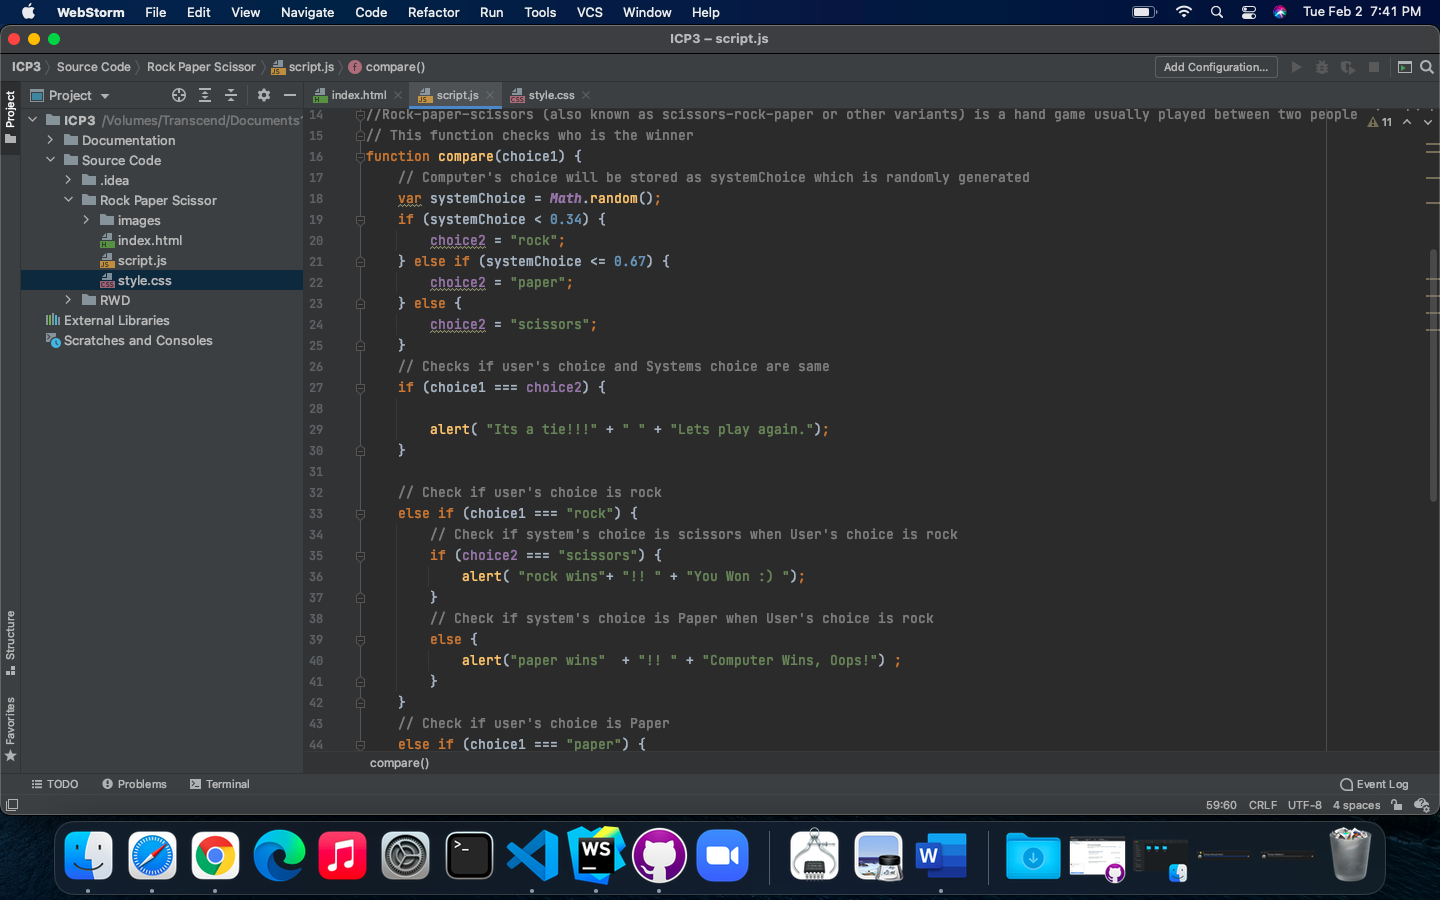 WebStorm File Edit View Navigate Code Refactor Run Tools VCS Window Help Tue Feb 2 7:41 PM
ICP3 – script.js
ICP3 Source Code Rock Paper Scissor script.js compare() Add Configuration...
Project index.html script.js style.css
Project
ICP3 /Volumes/Transcend/Documents
Documentation
Source Code
.idea
Rock Paper Scissor
images
index.html
script.js
style.css
RWD
External Libraries
Scratches and Consoles
Structure
Favorites
11
14 //Rock-paper-scissors (also known as scissors-rock-paper or other variants) is a hand game usually played between two people
15 // This function checks who is the winner
16 function compare(choice1) {
17 // Computer's choice will be stored as systemChoice which is randomly generated
18 var systemChoice = Math.random();
19 if (systemChoice < 0.34) {
20 choice2 = "rock";
21 } else if (systemChoice <= 0.67) {
22 choice2 = "paper";
23 } else {
24 choice2 = "scissors";
25 }
26 // Checks if user's choice and Systems choice are same
27 if (choice1 === choice2) {
28
29 alert( "Its a tie!!!" + " " + "Lets play again.");
30 }
31
32 // Check if user's choice is rock
33 else if (choice1 === "rock") {
34 // Check if system's choice is scissors when User's choice is rock
35 if (choice2 === "scissors") {
36 alert( "rock wins"+ "!! " + "You Won :) ");
37 }
38 // Check if system's choice is Paper when User's choice is rock
39 else {
40 alert("paper wins"  + "!! " + "Computer Wins, Oops!") ;
41 }
42 }
43 // Check if user's choice is Paper
44 else if (choice1 === "paper") {
compare()
TODO Problems Terminal Event Log
59:60 CRLF UTF-8 4 spaces
>_ WS W